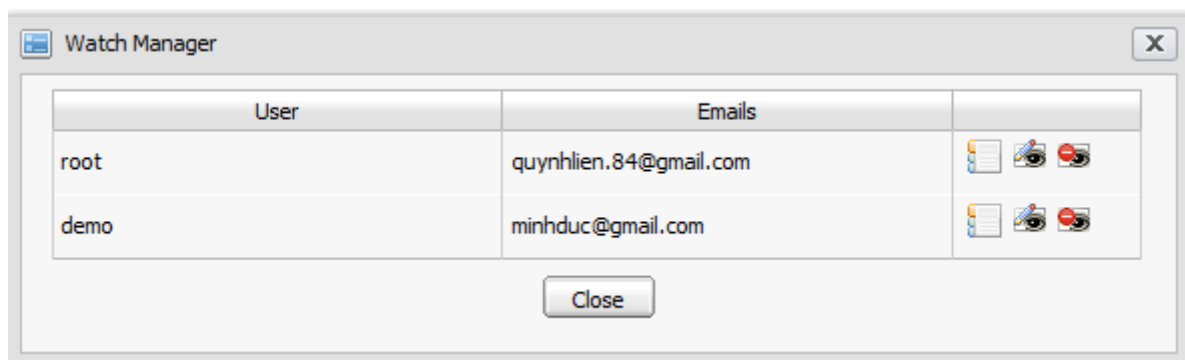 Watch Manager
User Emails
root quynhlien.84@gmail.com
demo minhduc@gmail.com
Close